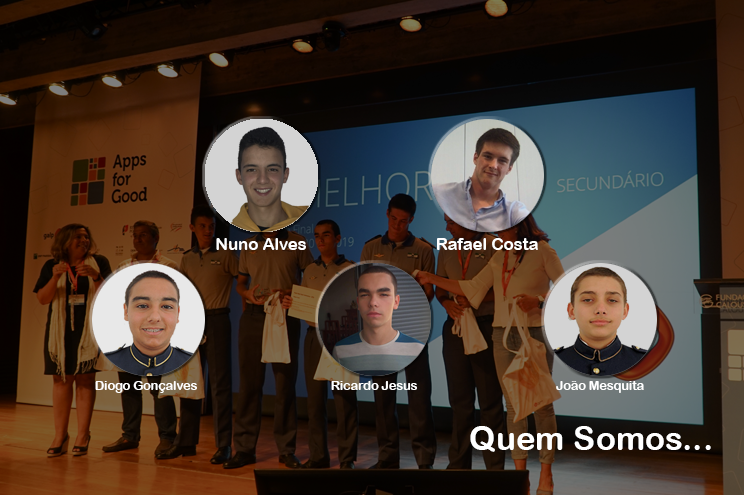 Apps
for
Good
MELHOR
SECUNDÁRIO
Nuno Alves
Rafael Costa
Diogo Gonçalves
Ricardo Jesus
João Mesquita
Quem Somos...